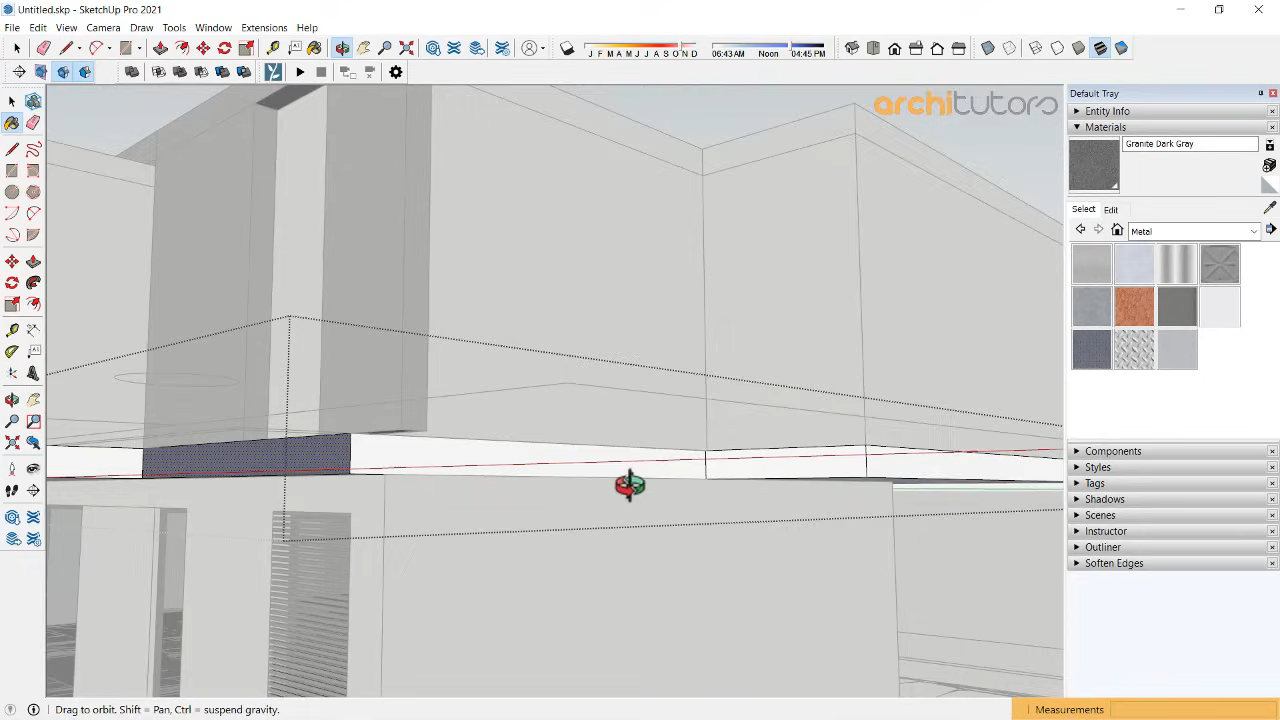 Untitled.skp - SketchUp Pro 2021
File Edit View Camera Draw Tools Window Extensions Help
J F M A M J J A S O N D
06:43 AM Noon 04:45 PM
architutors
Default Tray
Entity Info
Materials
Granite Dark Gray
Select Edit
Metal
Components
Styles
Tags
Shadows
Scenes
Instructor
Outliner
Soften Edges
Drag to orbit. Shift = Pan, Ctrl = suspend gravity.
Measurements